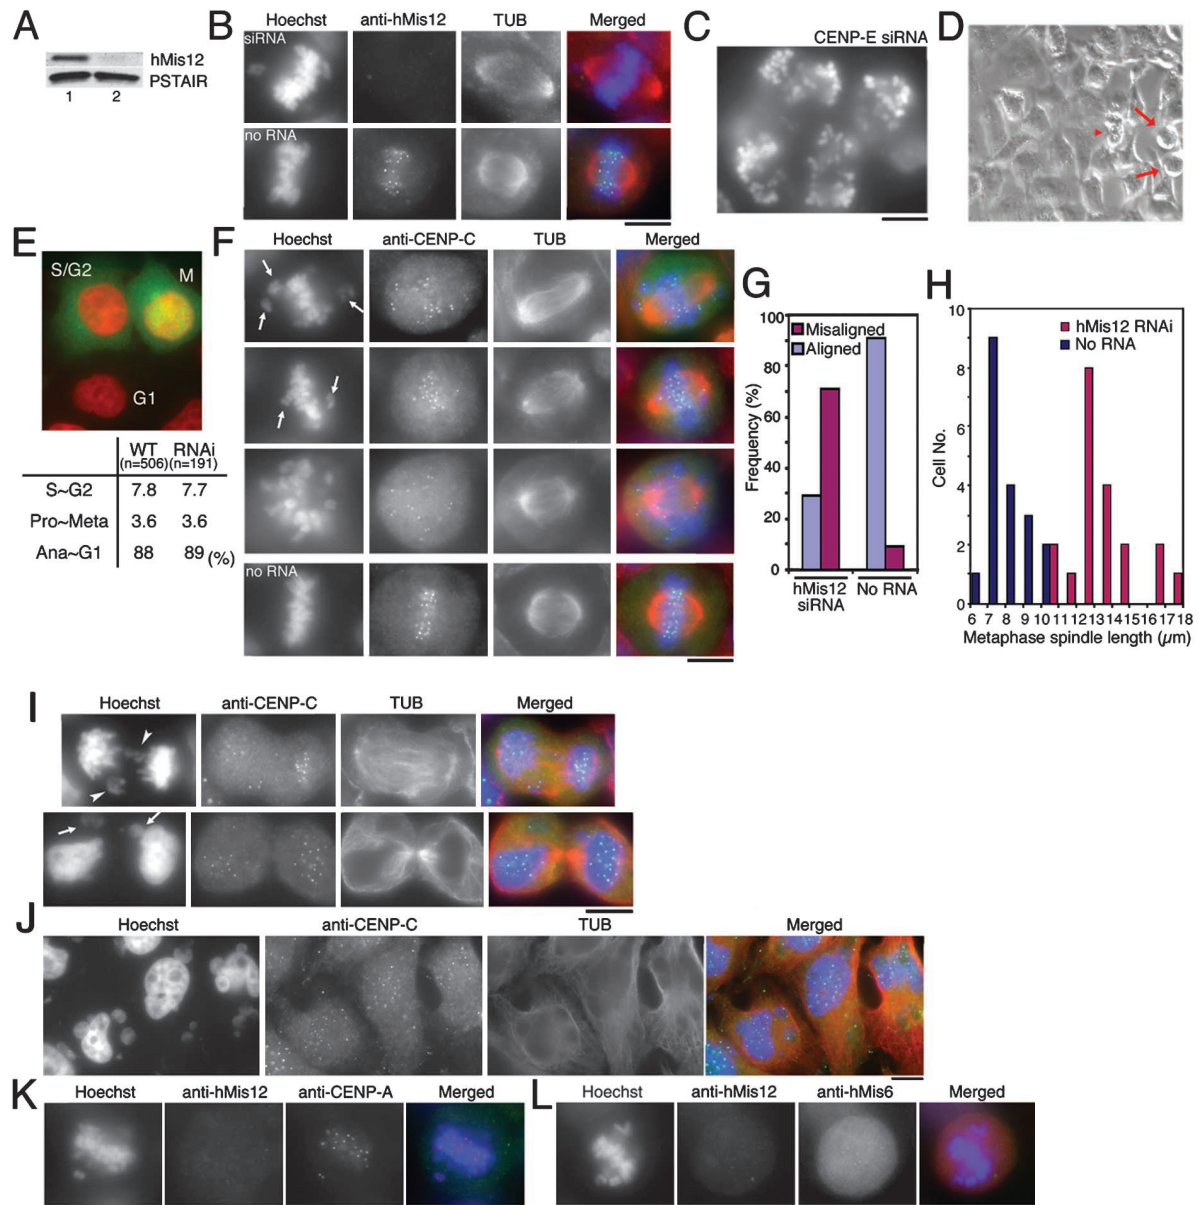 A
hMis12
PSTAIR
1 2
B
Hoechst anti-hMis12 TUB Merged
siRNA
no RNA
C
CENP-E siRNA
D
E
S/G2 M
G1
WT RNAi
(n=506) (n=191)
S~G2 7.8 7.7
Pro~Meta 3.6 3.6
Ana~G1 88 89 (%)
F
Hoechst anti-CENP-C TUB Merged
no RNA
G
100
80
60
40
20
0
Frequency (%)
Misaligned
Aligned
hMis12 siRNA
No RNA
H
10
8
6
4
2
0
Cell No.
hMis12 RNAi
No RNA
6 7 8 9 10 11 12 13 14 15 16 17 18
Metaphase spindle length (µm)
I
Hoechst anti-CENP-C TUB Merged
J
Hoechst anti-CENP-C TUB Merged
K
Hoechst anti-hMis12 anti-CENP-A Merged
L
Hoechst anti-hMis12 anti-hMis6 Merged